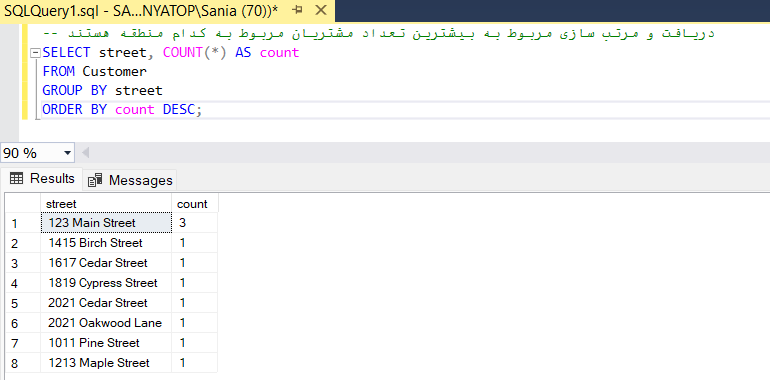 SQLQuery1.sql - SA...NYATOP\Sania (70))*
-- دریافت و مرتب سازی مربوط به بیشترین تعداد مشتریان مربوط به کدام منطقه هستند
SELECT street, COUNT(*) AS count
FROM Customer
GROUP BY street
ORDER BY count DESC;
90 %
Results Messages
street count
1 123 Main Street 3
2 1415 Birch Street 1
3 1617 Cedar Street 1
4 1819 Cypress Street 1
5 2021 Cedar Street 1
6 2021 Oakwood Lane 1
7 1011 Pine Street 1
8 1213 Maple Street 1